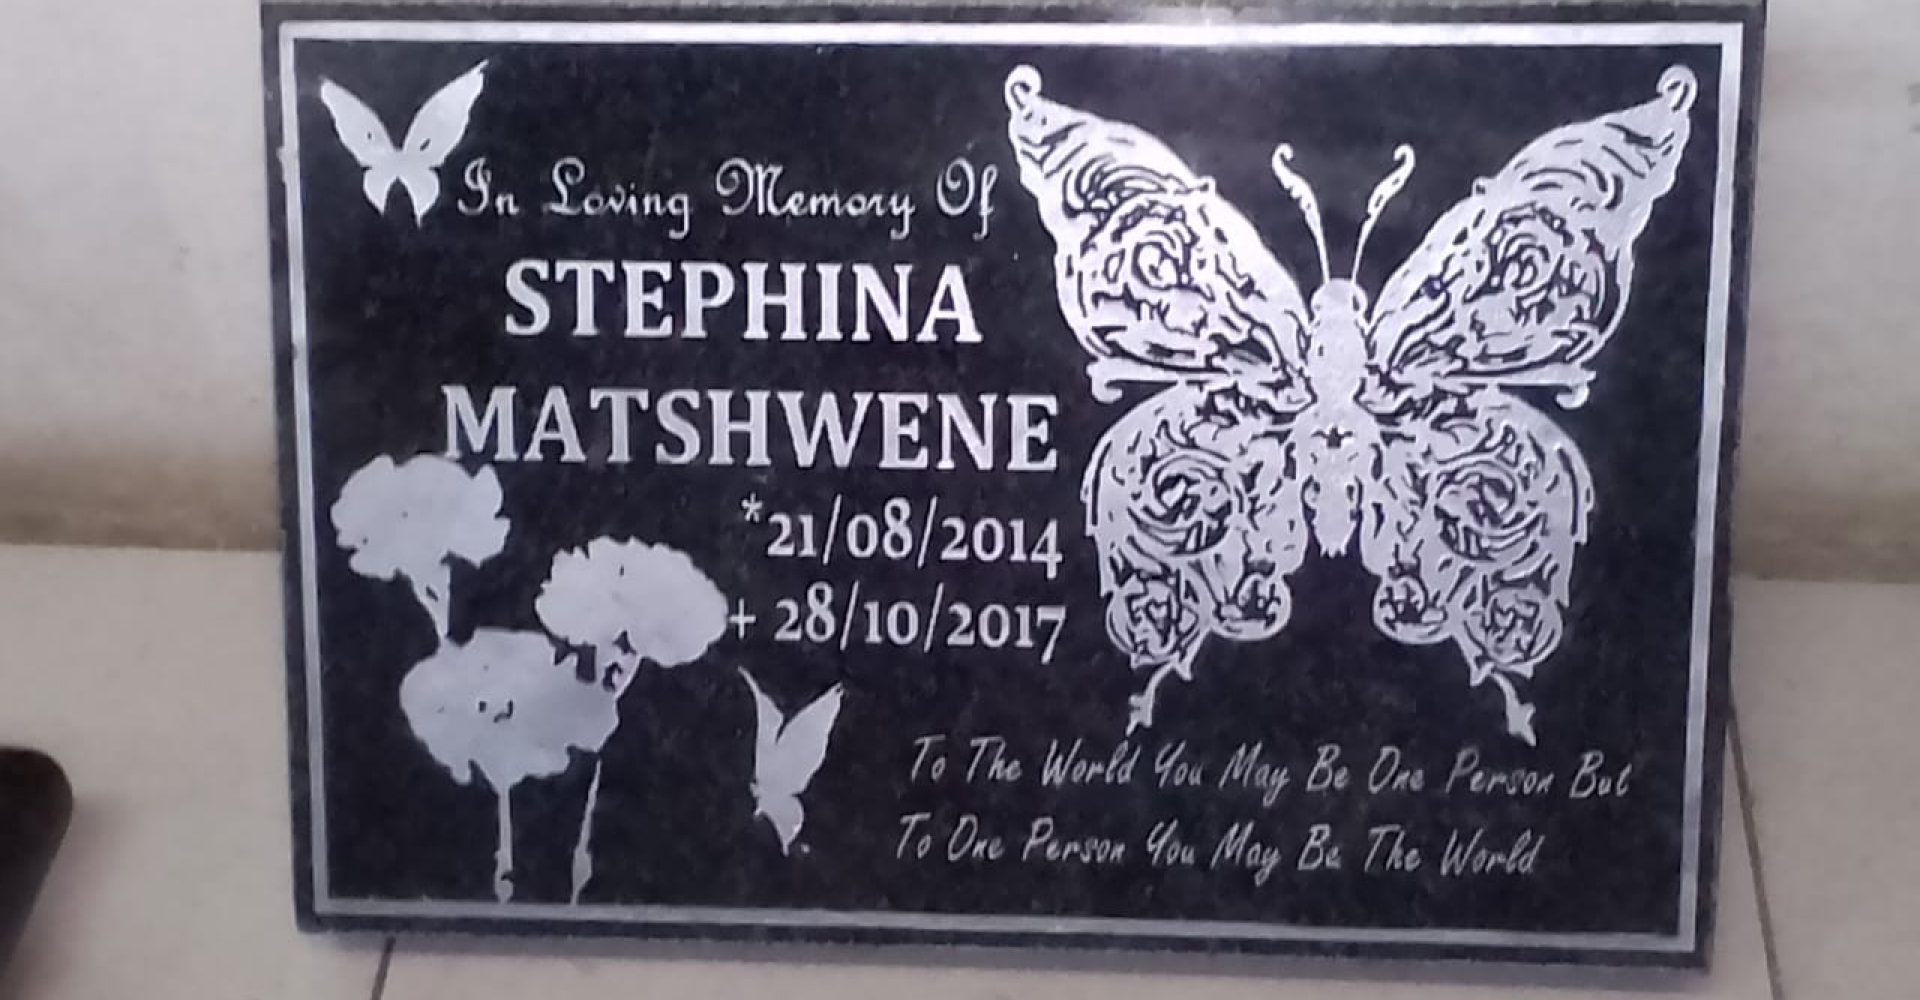 In Loving Memory Of
STEPHINA
MATSHWENE
*21/08/2014
+ 28/10/2017
To The World You May Be One Person But
To One Person You May Be The World